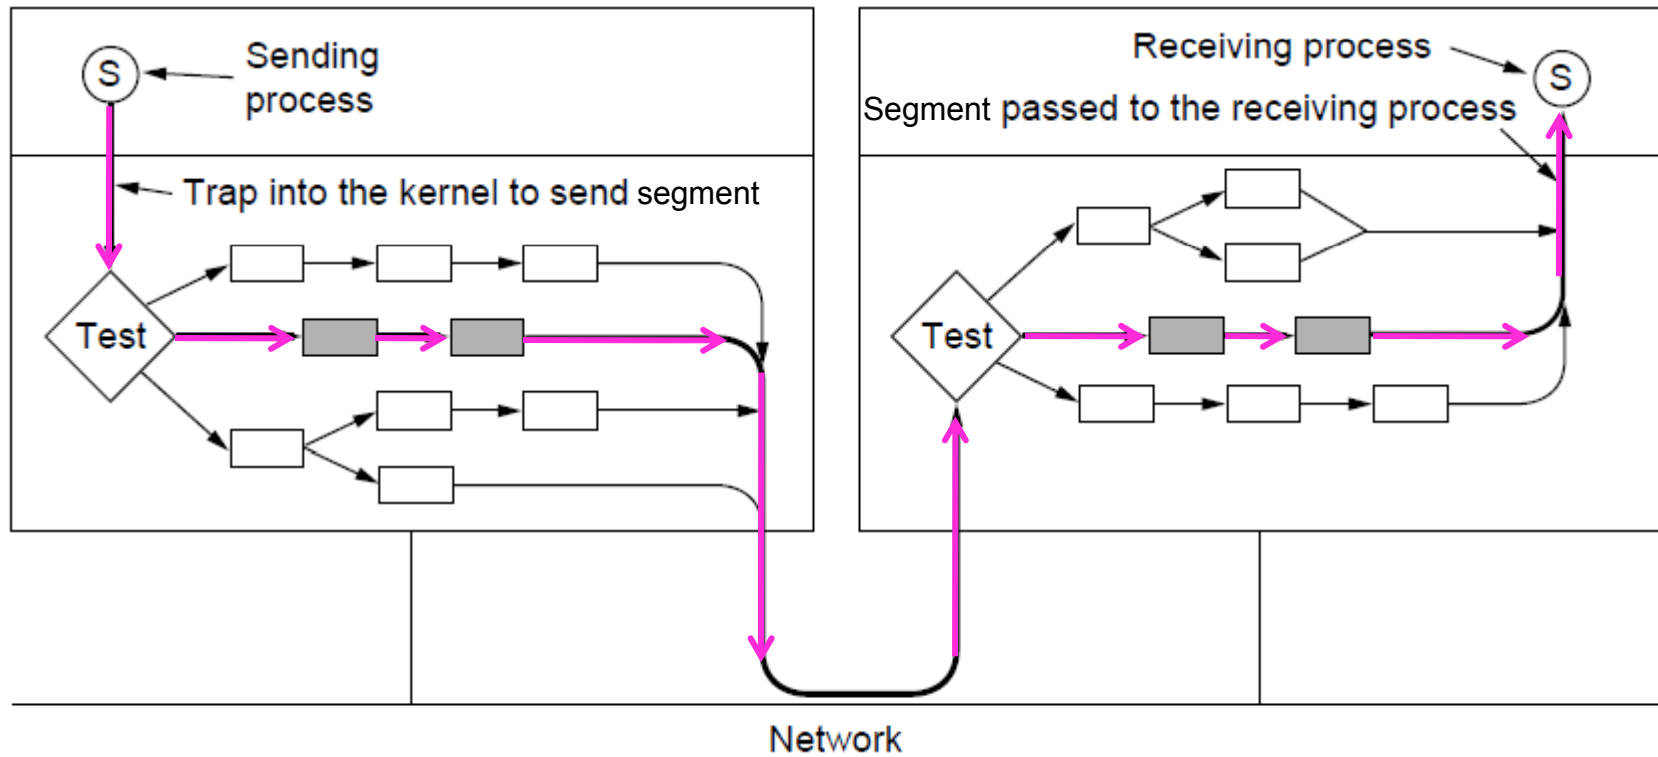 S
Sending
process
Trap into the kernel to send segment
Test
Receiving process
S
Segment passed to the receiving process
Test
Network